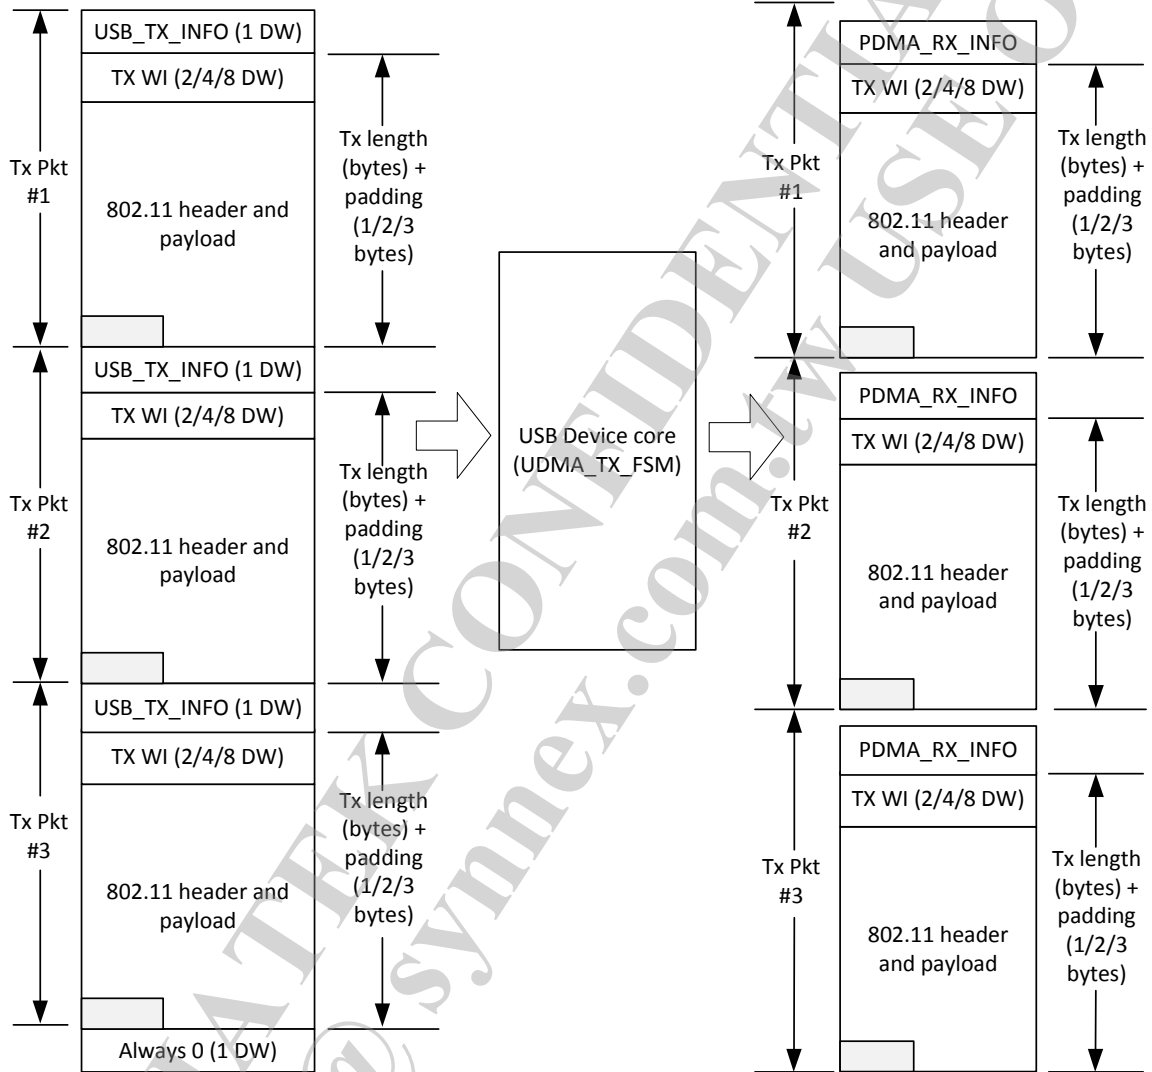 USB_TX_INFO (1 DW)
TX WI (2/4/8 DW)
Tx Pkt
#1
802.11 header and
payload
Tx length
(bytes) +
padding
(1/2/3
bytes)
USB_TX_INFO (1 DW)
TX WI (2/4/8 DW)
Tx Pkt
#2
802.11 header and
payload
Tx length
(bytes) +
padding
(1/2/3
bytes)
USB_TX_INFO (1 DW)
TX WI (2/4/8 DW)
Tx Pkt
#3
802.11 header and
payload
Tx length
(bytes) +
padding
(1/2/3
bytes)
Always 0 (1 DW)
USB Device core
(UDMA_TX_FSM)
PDMA_RX_INFO
TX WI (2/4/8 DW)
Tx Pkt
#1
802.11 header
and payload
Tx length
(bytes) +
padding
(1/2/3
bytes)
PDMA_RX_INFO
TX WI (2/4/8 DW)
Tx Pkt
#2
802.11 header
and payload
Tx length
(bytes) +
padding
(1/2/3
bytes)
PDMA_RX_INFO
TX WI (2/4/8 DW)
Tx Pkt
#3
802.11 header
and payload
Tx length
(bytes) +
padding
(1/2/3
bytes)
ATEK CONFIDENTIA
@ synnex.com.tw USE O